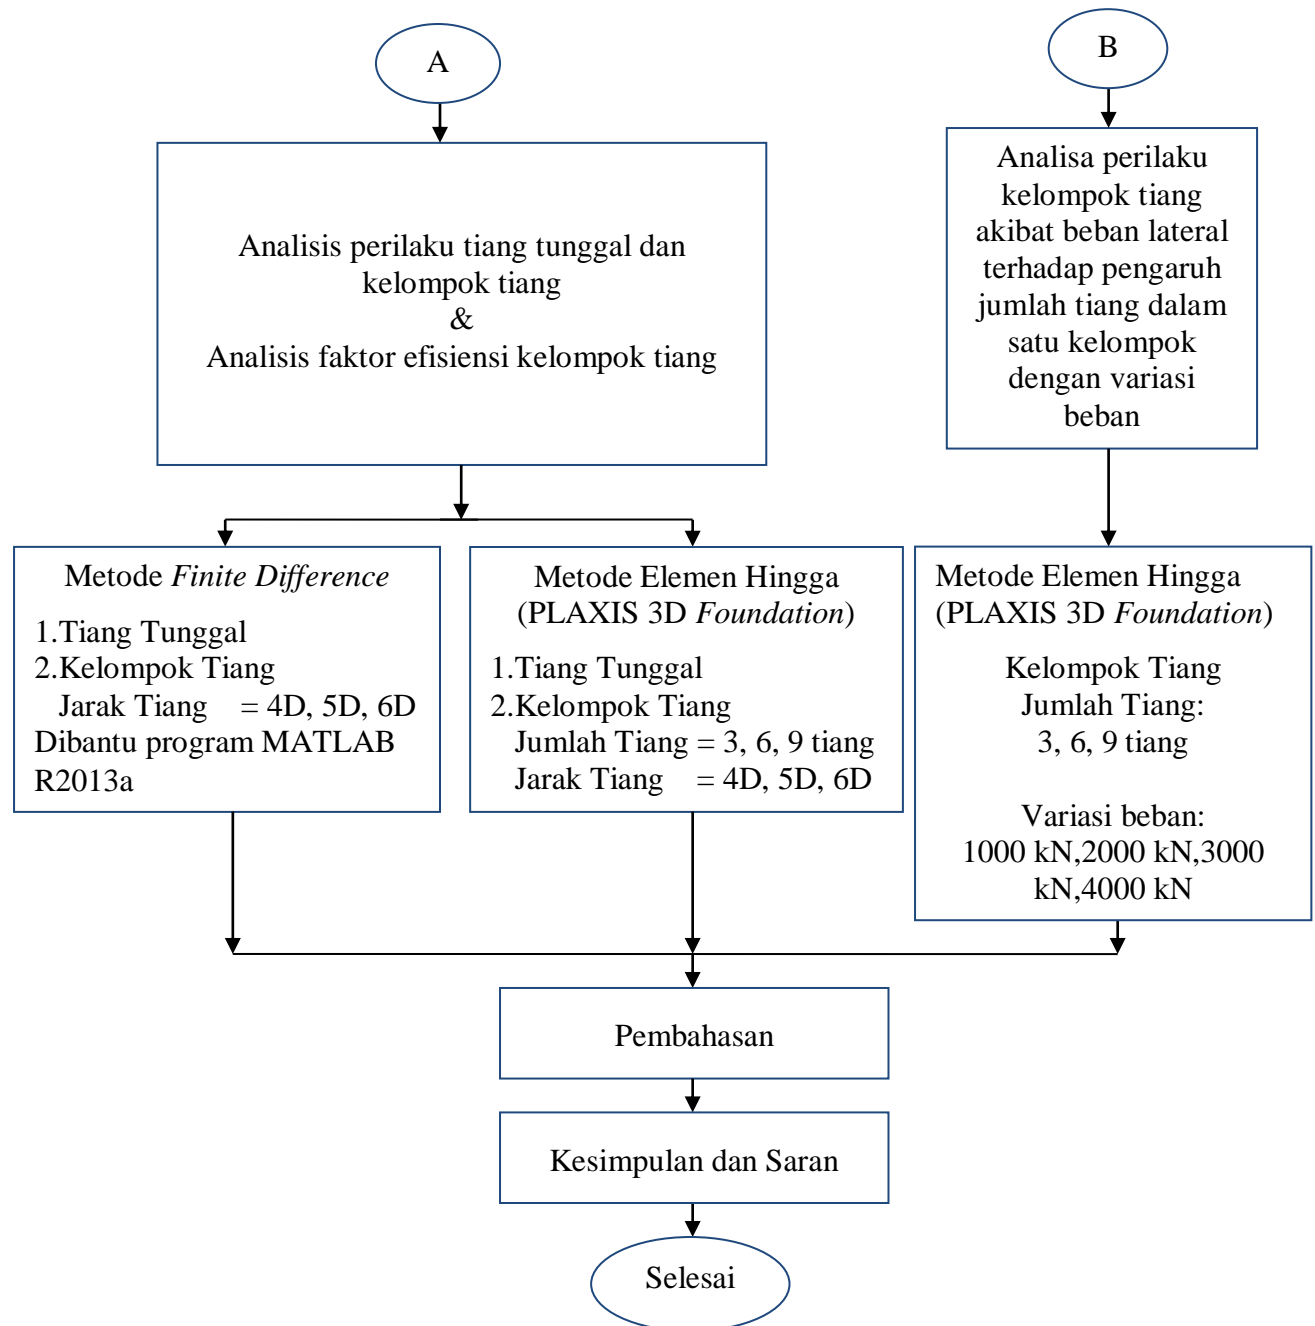 A
B
Analisis perilaku tiang tunggal dan
kelompok tiang
&
Analisis faktor efisiensi kelompok tiang
Analisa perilaku
kelompok tiang
akibat beban lateral
terhadap pengaruh
jumlah tiang dalam
satu kelompok
dengan variasi
beban
Metode Finite Difference
1.Tiang Tunggal
2.Kelompok Tiang
Jarak Tiang = 4D, 5D, 6D
Dibantu program MATLAB
R2013a
Metode Elemen Hingga
(PLAXIS 3D Foundation)
1.Tiang Tunggal
2.Kelompok Tiang
Jumlah Tiang = 3, 6, 9 tiang
Jarak Tiang = 4D, 5D, 6D
Metode Elemen Hingga
(PLAXIS 3D Foundation)
Kelompok Tiang
Jumlah Tiang:
3, 6, 9 tiang
Variasi beban:
1000 kN,2000 kN,3000
kN,4000 kN
Pembahasan
Kesimpulan dan Saran
Selesai